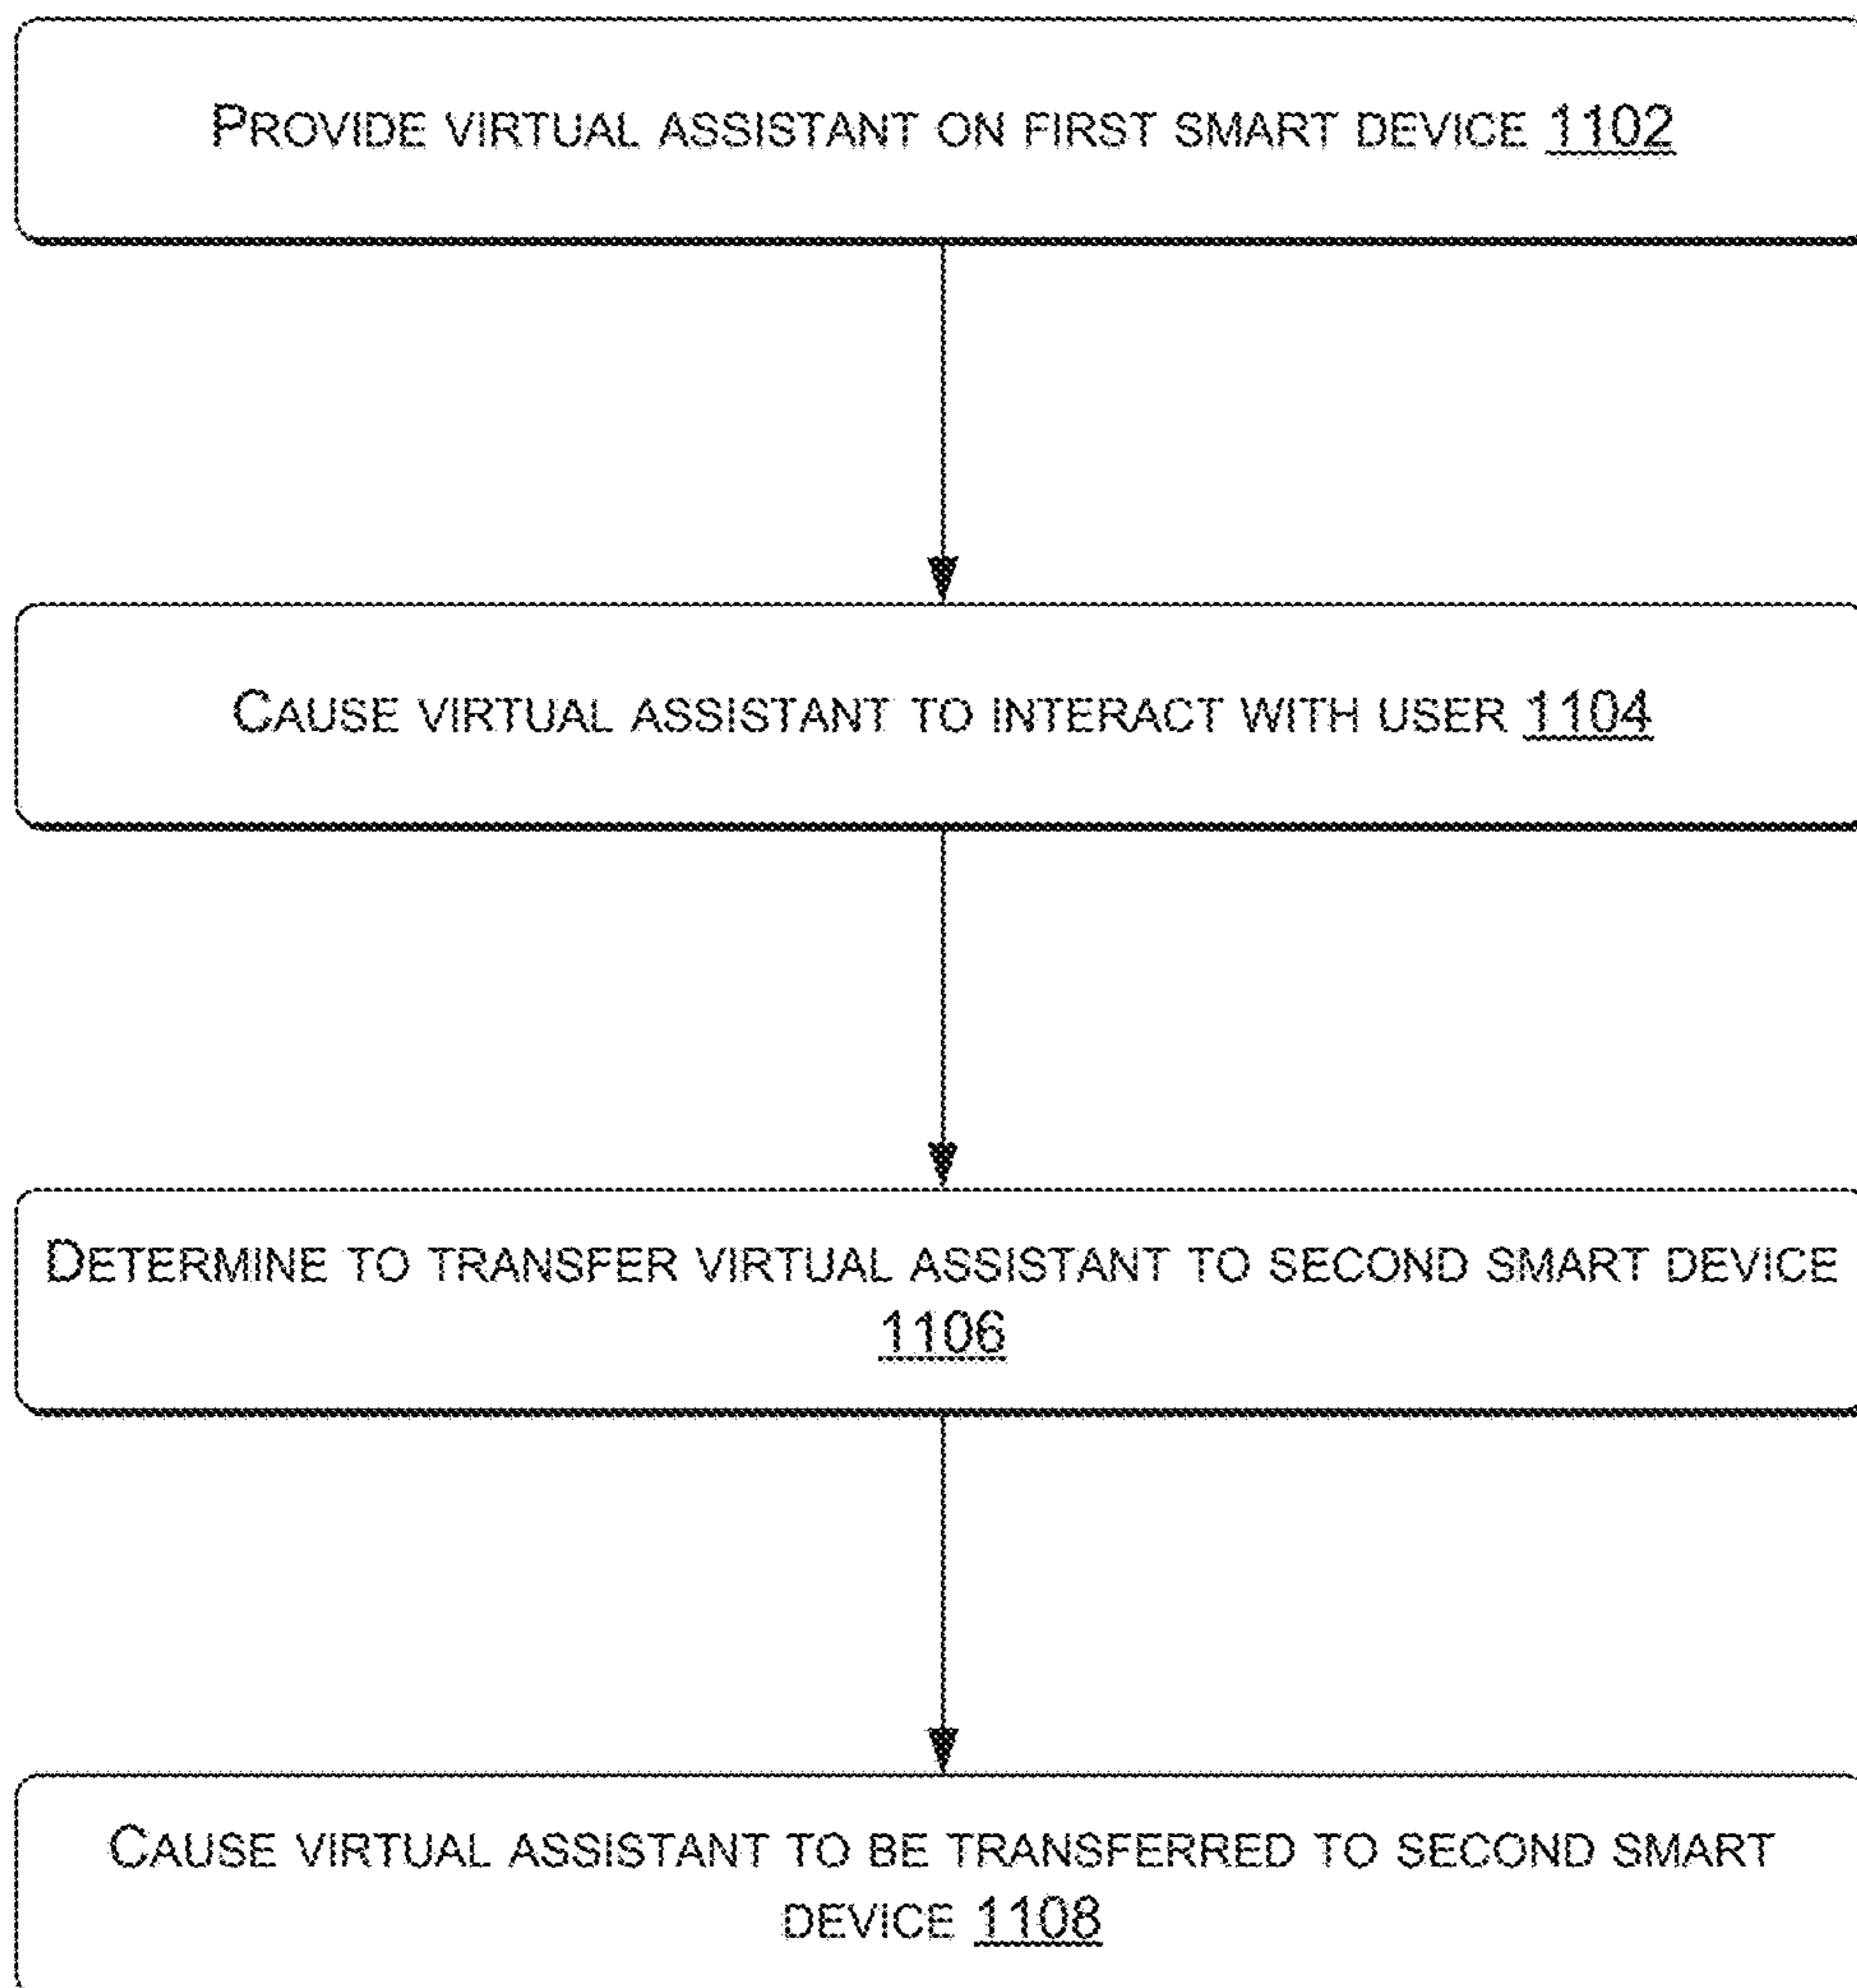 PROVIDE VIRTUAL ASSISTANT ON FIRST SMART DEVICE 1102
CAUSE VIRTUAL ASSISTANT TO INTERACT WITH USER 1104
DETERMINE TO TRANSFER VIRTUAL ASSISTANT TO SECOND SMART DEVICE
1106
CAUSE VIRTUAL ASSISTANT TO BE TRANSFERRED TO SECOND SMART
DEVICE 1108